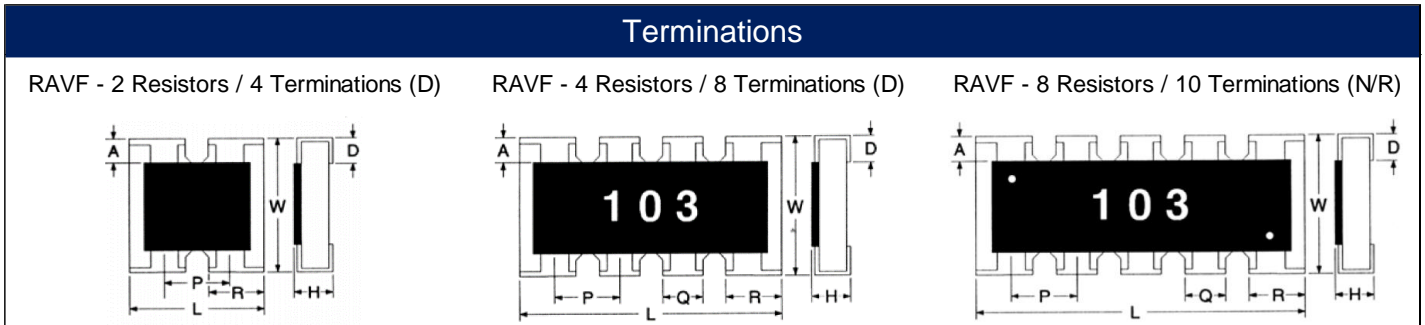 Terminations
RAVF - 2 Resistors / 4 Terminations (D)
RAVF - 4 Resistors / 8 Terminations (D)
RAVF - 8 Resistors / 10 Terminations (N/R)
A
D
W
P
R
H
L
A
D
103
W
P
Q
R
H
L
A
D
103
W
P
Q
R
H
L